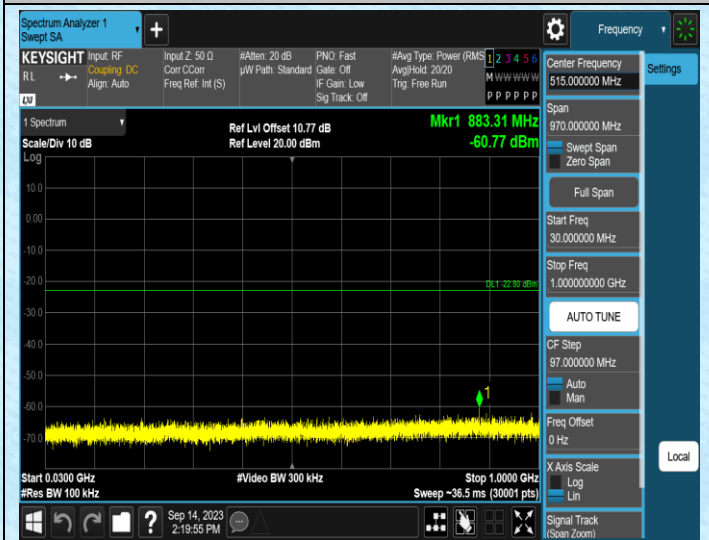 Spectrum Analyzer 1
Swept SA
+
Frequency
KEYSIGHT
RL
LXI
Input: RF
Coupling: DC
Align: Auto
Input Z: 50 Ω
Corr CCorr
Freq Ref: Int (S)
#Atten: 20 dB
µW Path: Standard
PNO: Fast
Gate: Off
IF Gain: Low
Sig Track: Off
#Avg Type: Power (RMS
Avg|Hold: 20/20
Trig: Free Run
1 2 3 4 5 6
M W W W W W
P P P P P P
1 Spectrum
Scale/Div 10 dB
Log
Ref Lvl Offset 10.77 dB
Ref Level 20.00 dBm
Mkr1 883.31 MHz
-60.77 dBm
10.0
0.00
-10.0
-20.0
-30.0
-40.0
-50.0
-60.0
-70.0
DL1 -22.80 dBm
1
Start 0.0300 GHz
#Res BW 100 kHz
#Video BW 300 kHz
Stop 1.0000 GHz
Sweep ~36.5 ms (30001 pts)
?
Sep 14, 2023
2:19:55 PM
Center Frequency
515.000000 MHz
Span
970.000000 MHz
Swept Span
Zero Span
Full Span
Start Freq
30.000000 MHz
Stop Freq
1.000000000 GHz
AUTO TUNE
CF Step
97.000000 MHz
Auto
Man
Freq Offset
0 Hz
X Axis Scale
Log
Lin
Signal Track
(Span Zoom)
Settings
Local